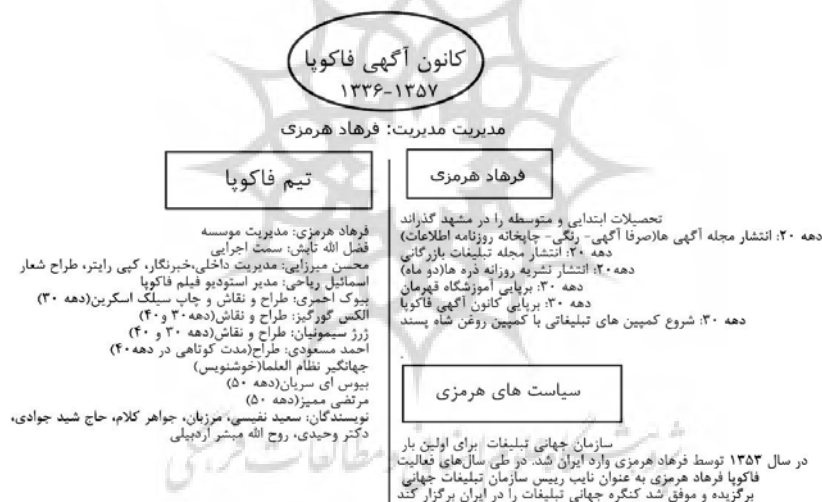 کانون آگهی فاکوپا
۱۳۳۶-۱۳۵۷
مدیریت مدیریت: فرهاد هرمزی
فرهاد هرمزی
تحصیلات ابتدایی و متوسطه را در مشهد گذراند
دهه ۲۰: انتشار مجله آگهی ها(صرفا آگهی- رنگی- چاپخانه روزنامه اطلاعات)
دهه ۲۰: انتشار مجله تبلیغات بازرگانی
دهه۲۰: انتشار نشریه روزانه ذره ها(دو ماه)
دهه ۳۰: برپایی آموزشگاه قهرمان
دهه ۳۰: برپایی کانون آگهی فاکوپا
دهه ۳۰: شروع کمپین های تبلیغاتی با کمپین روغن شاه پسند
سیاست های هرمزی
سازمان جهانی تبلیغات برای اولین بار
در سال ۱۳۵۳ توسط فرهاد هرمزی وارد ایران شد. در طی سال‌های فعالیت
فاکوپا فرهاد هرمزی به عنوان نایب رییس سازمان تبلیغات جهانی
برگزیده و موفق شد کنگره جهانی تبلیغات را در ایران برگزار کند
تیم فاکوپا
فرهاد هرمزی: مدیریت موسسه
فضل الله تابش: سمت اجرایی
محسن میرزایی: مدیریت داخلی،خبرنگار، کپی رایتر، طراح شعار
اسمائیل ریاحی: مدیر استودیو فیلم فاکوپا
بیوک احمری: طراح و نقاش و چاپ سیلک اسکرین(دهه ۳۰)
الکس گورگیز: طراح و نقاش(دهه ۳۰ و۴۰)
ژرژ سیمونیان: طراح و نقاش(دهه ۳۰ و ۴۰)
احمد مسعودی: طراح(مدت کوتاهی در دهه۴۰)
جهانگیر نظام العلما(خوشنویس)
بیوس ای سریان(دهه ۵۰)
مرتضی ممیز(دهه ۵۰)
نویسندگان: سعید نفیسی، مرزبان، جواهر کلام، حاج شید جوادی،
دکتر وحیدی، روح الله مبشر اردبیلی